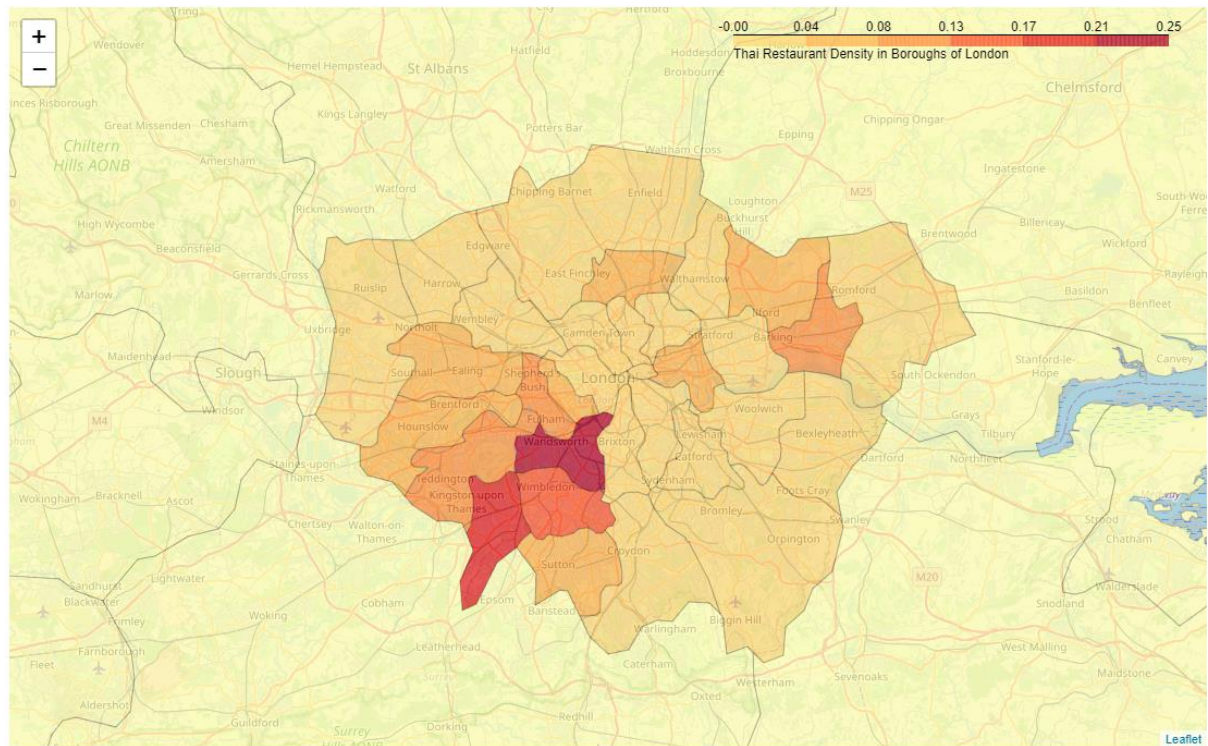 +
−
-0.00 0.04 0.08 0.13 0.17 0.21 0.25
Thai Restaurant Density in Boroughs of London
Tring
Hertford
Harlow
Wendover
Hatfield
Hoddesdon
Hemel Hempstead
St Albans
Broxbourne
Princes Risborough
Chelmsford
Great Missenden
Chesham
Kings Langley
Chipping Ongar
Chiltern
Hills AONB
Potters Bar
Epping
Amersham
Waltham Cross
Ingatestone
Watford
Chipping Barnet
Enfield
Loughton
M25
Rickmansworth
Buckhurst
Hill
High Wycombe
Billericay
Brentwood
Wickford
Beaconsfield
Edgware
East Finchley
Walthamstow
Gerrards Cross
Ruislip
Harrow
Romford
Rayleigh
Marlow
Basildon
Wembley
Ilford
Benfleet
Uxbridge
Northolt
Camden Town
Stratford
Barking
Maidenhead
Stanford-le-
Hope
Canvey
Slough
Southall
Ealing
Shepherd's
Bush
London
South Ockendon
M4
Windsor
Brentford
Fulham
Woolwich
Grays
Hounslow
Tilbury
Wandsworth
Brixton
Lewisham
Bexleyheath
Staines-upon
Thames
Catford
Dartford
Northfleet
Wokingham
Bracknell
Ascot
Teddington
Wimbledon
Sydenham
Foots Cray
Kingston upon
Thames
Chertsey
Walton-on-
Thames
Bromley
Swanley
Strood
Orpington
Chatham
Croydon
Sutton
Sandhurst
Lightwater
M20
Walderslade
Blackwater
Cobham
Epsom
Banstead
Snodland
Frimley
Woking
Warlingham
Biggin Hill
Leatherhead
West Malling
Farnborough
Caterham
Sevenoaks
Maidstone
Fleet
Surrey
Oxted
Westerham
Aldershot
Guildford
Dorking
Redhill
Surrey
Hills AONB
Leaflet